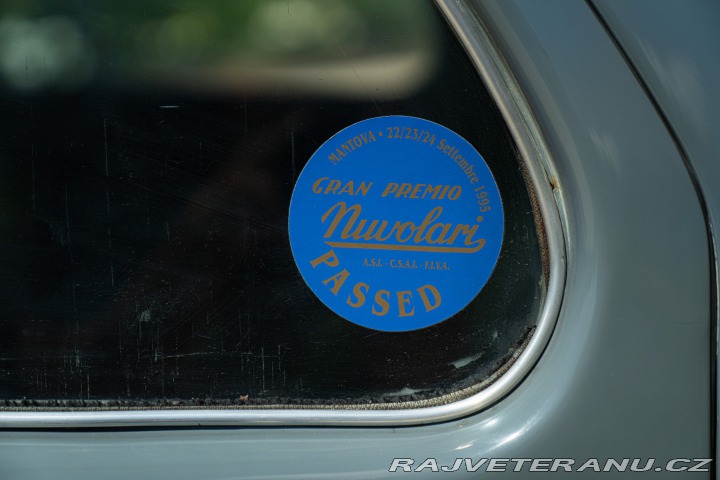 MANTOVA • 22/23/24 Settembre 1995
GRAN PREMIO
Nuvolari
A.S.I. - C.S.A.I. - F.I.V.A.
PASSED
RAJVETERANU.CZ